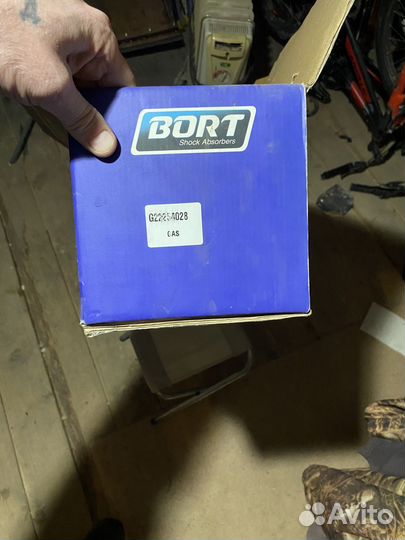 BORT
Shock Absorbers
G22254028
GAS
Avito